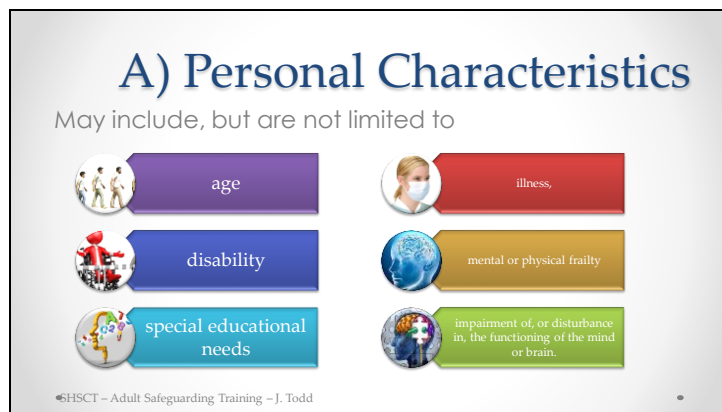 A) Personal Characteristics
May include, but are not limited to
age
illness,
disability
mental or physical frailty
special educational
needs
impairment of, or disturbance
in, the functioning of the mind
or brain.
SHSCT – Adult Safeguarding Training – J. Todd